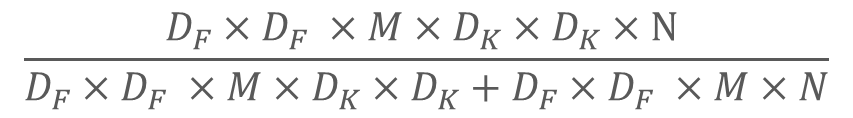 D_F × D_F × M × D_K × D_K × N
D_F × D_F × M × D_K × D_K + D_F × D_F × M × N